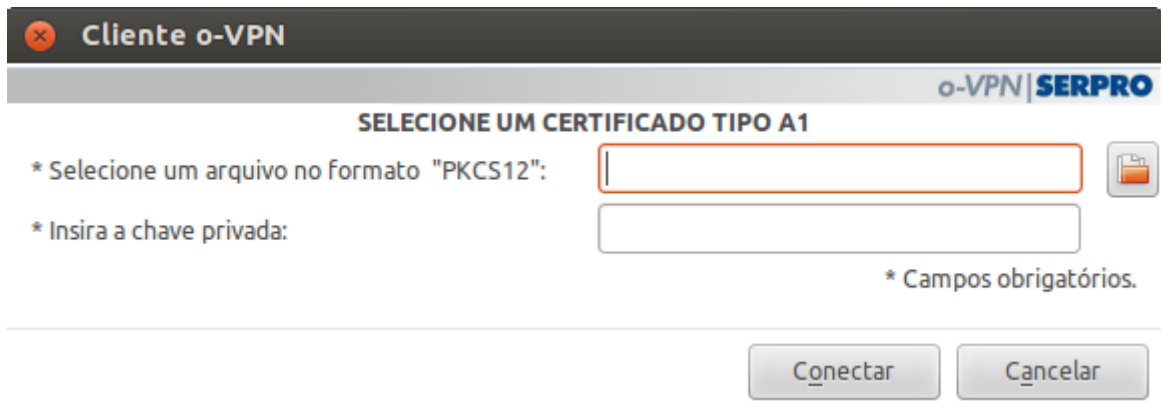 Cliente o-VPN
o-VPN|SERPRO
SELECIONE UM CERTIFICADO TIPO A1
* Selecione um arquivo no formato "PKCS12":
* Insira a chave privada:
* Campos obrigatórios.
Conectar Cancelar